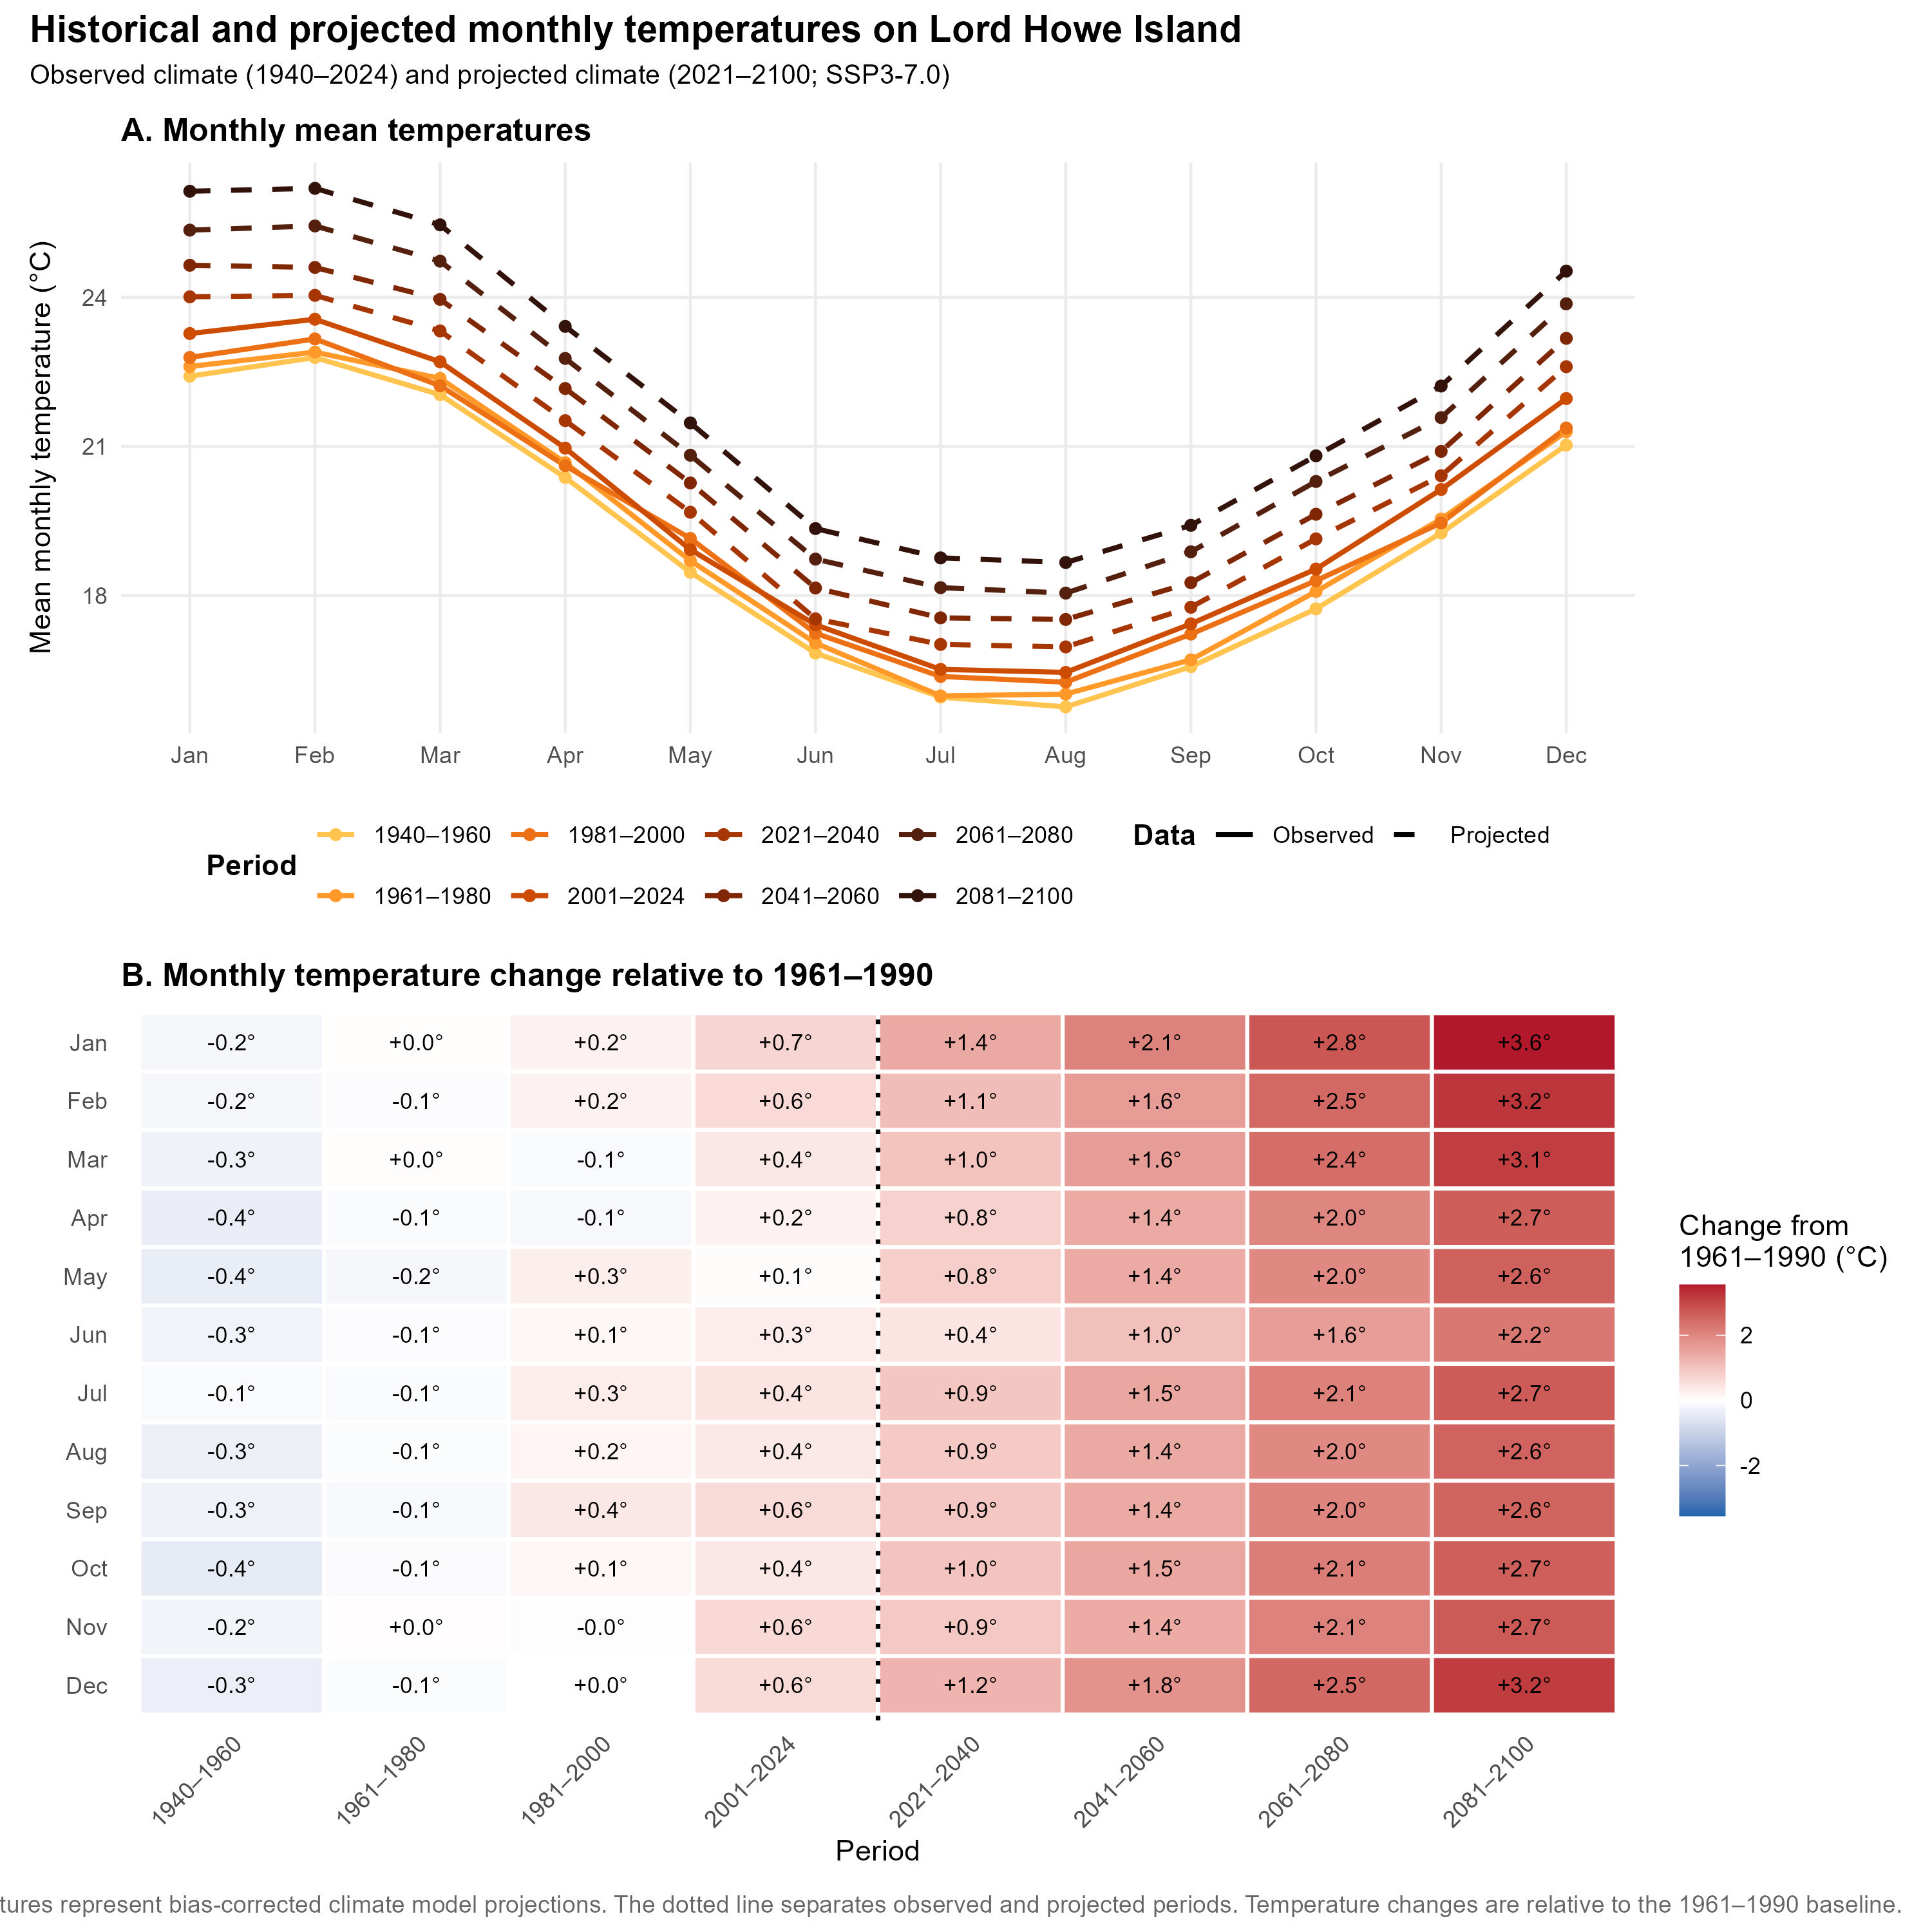 Historical and projected monthly temperatures on Lord Howe Island
Observed climate (1940–2024) and projected climate (2021–2100; SSP3-7.0)
A. Monthly mean temperatures
Mean monthly temperature (°C)
24
21
18
Jan Feb Mar Apr May Jun Jul Aug Sep Oct Nov Dec
Period
1940–1960 1981–2000 2021–2040 2061–2080
1961–1980 2001–2024 2041–2060 2081–2100
Data Observed Projected
B. Monthly temperature change relative to 1961–1990
Jan -0.2° +0.0° +0.2° +0.7° +1.4° +2.1° +2.8° +3.6°
Feb -0.2° -0.1° +0.2° +0.6° +1.1° +1.6° +2.5° +3.2°
Mar -0.3° +0.0° -0.1° +0.4° +1.0° +1.6° +2.4° +3.1°
Apr -0.4° -0.1° -0.1° +0.2° +0.8° +1.4° +2.0° +2.7°
May -0.4° -0.2° +0.3° +0.1° +0.8° +1.4° +2.0° +2.6°
Jun -0.3° -0.1° +0.1° +0.3° +0.4° +1.0° +1.6° +2.2°
Jul -0.1° -0.1° +0.3° +0.4° +0.9° +1.5° +2.1° +2.7°
Aug -0.3° -0.1° +0.2° +0.4° +0.9° +1.4° +2.0° +2.6°
Sep -0.3° -0.1° +0.4° +0.6° +0.9° +1.4° +2.0° +2.6°
Oct -0.4° -0.1° +0.1° +0.4° +1.0° +1.5° +2.1° +2.7°
Nov -0.2° +0.0° -0.0° +0.6° +0.9° +1.4° +2.1° +2.7°
Dec -0.3° -0.1° +0.0° +0.6° +1.2° +1.8° +2.5° +3.2°
1940–1960 1961–1980 1981–2000 2001–2024 2021–2040 2041–2060 2061–2080 2081–2100
Period
Change from
1961–1990 (°C)
2
0
-2
represent bias-corrected climate model projections. The dotted line separates observed and projected periods. Temperature changes are relative to the 1961–1990 baseline.